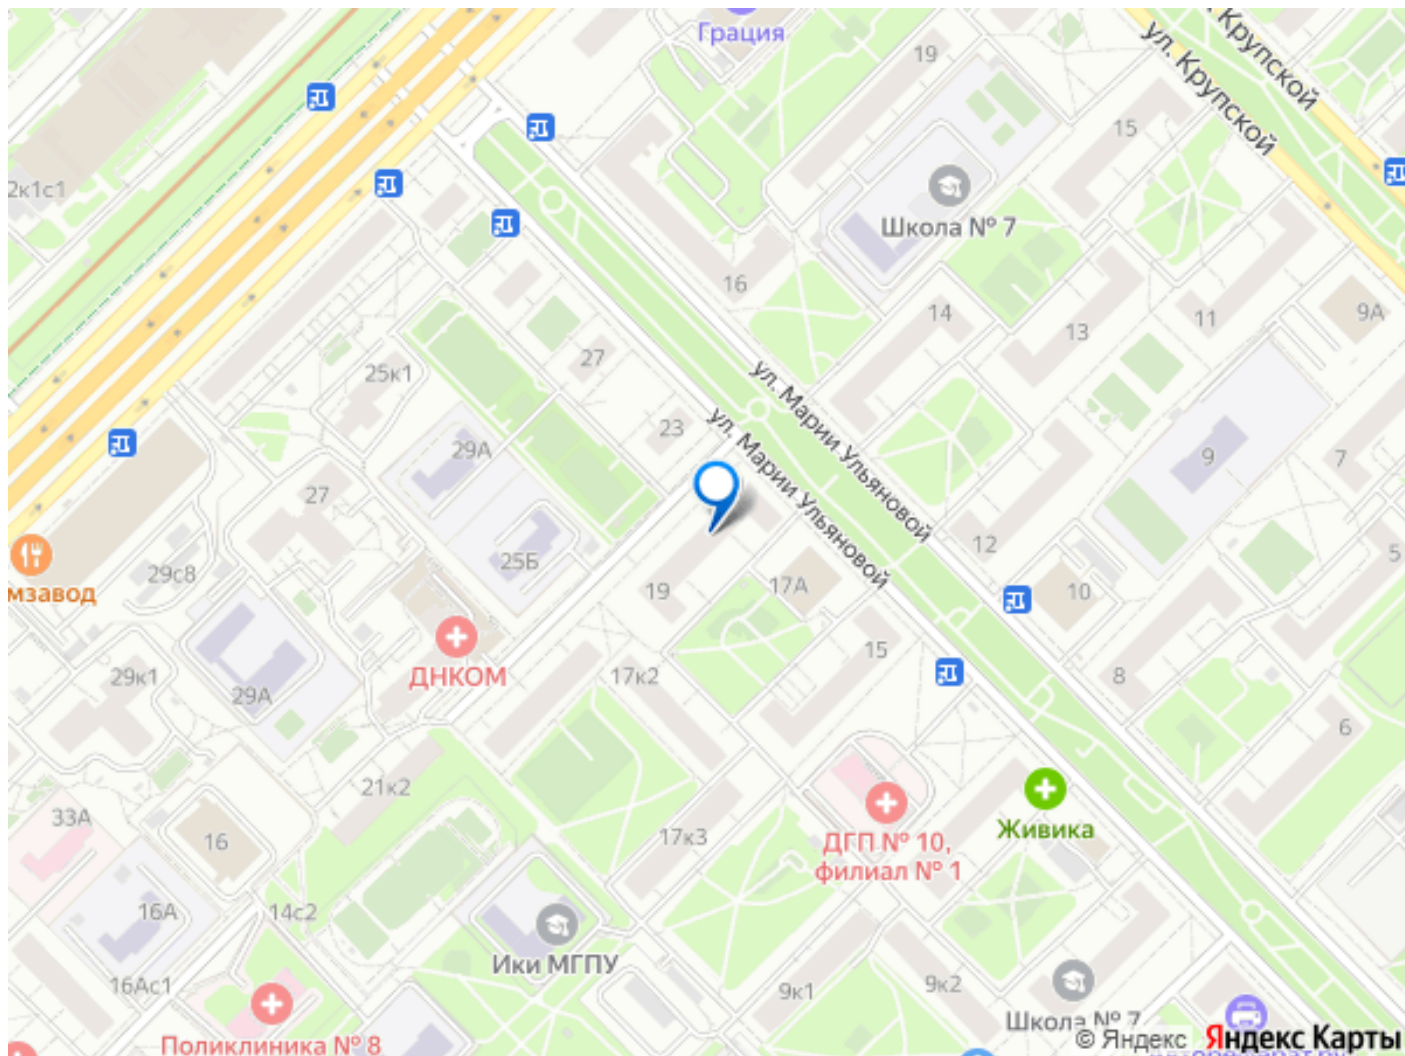 Грация
ул. Крупской
ул. Крупской
19
15
2к1с1
Школа № 7
16
14
13
11
9А
27
25к1
ул. Марии Ульяновой
ул. Марии Ульяновой
23
29А
9
7
27
25Б
12
5
29с8
мзавод
19
17А
10
ДНКОМ
15
29к1
17к2
8
29А
6
21к2
33А
16
17к3
ДГП № 10,
филиал № 1
Живика
16А
14с2
Ики МГПУ
16Ас1
9к1
9к2
Школа № 7
Поликлиника № 8
© Яндекс Яндекс Карты